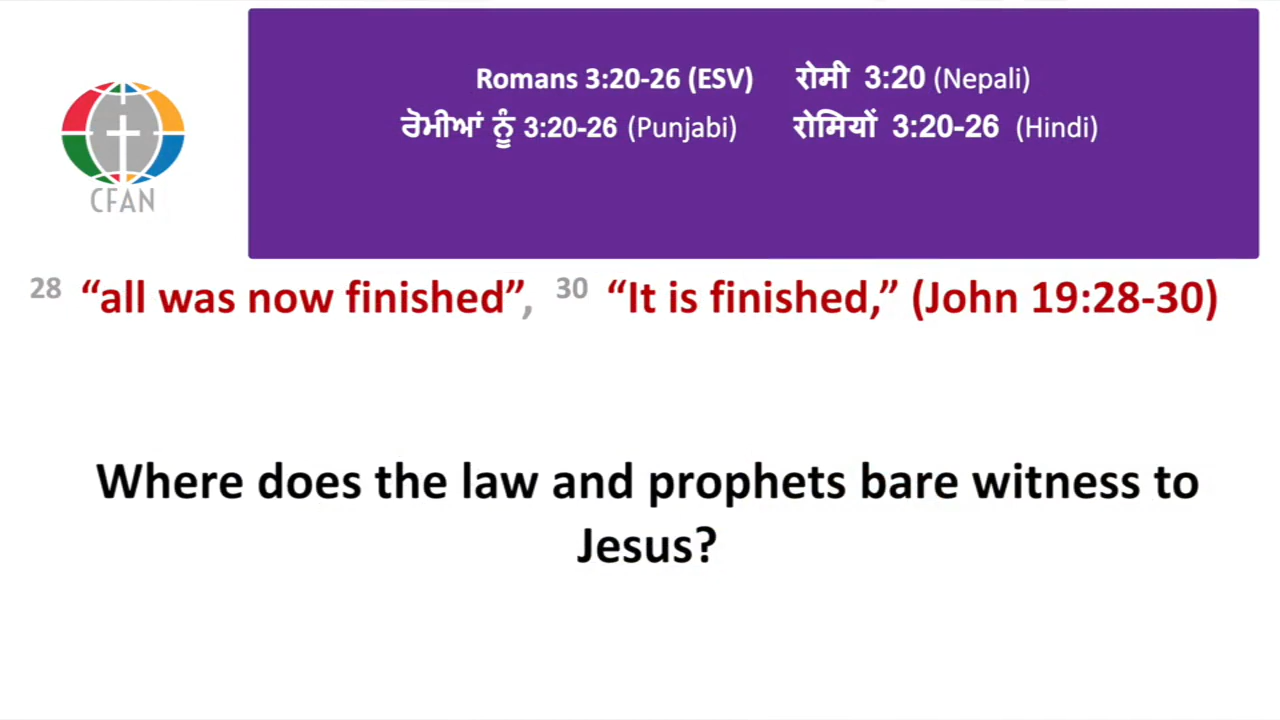 Romans 3:20-26 (ESV) रोमी 3:20 (Nepali)
ਰੋਮੀਆਂ ਨੂੰ 3:20-26 (Punjabi) रोमियों 3:20-26 (Hindi)
CFAN
28 “all was now finished”, 30 “It is finished,” (John 19:28-30)
Where does the law and prophets bare witness to
Jesus?